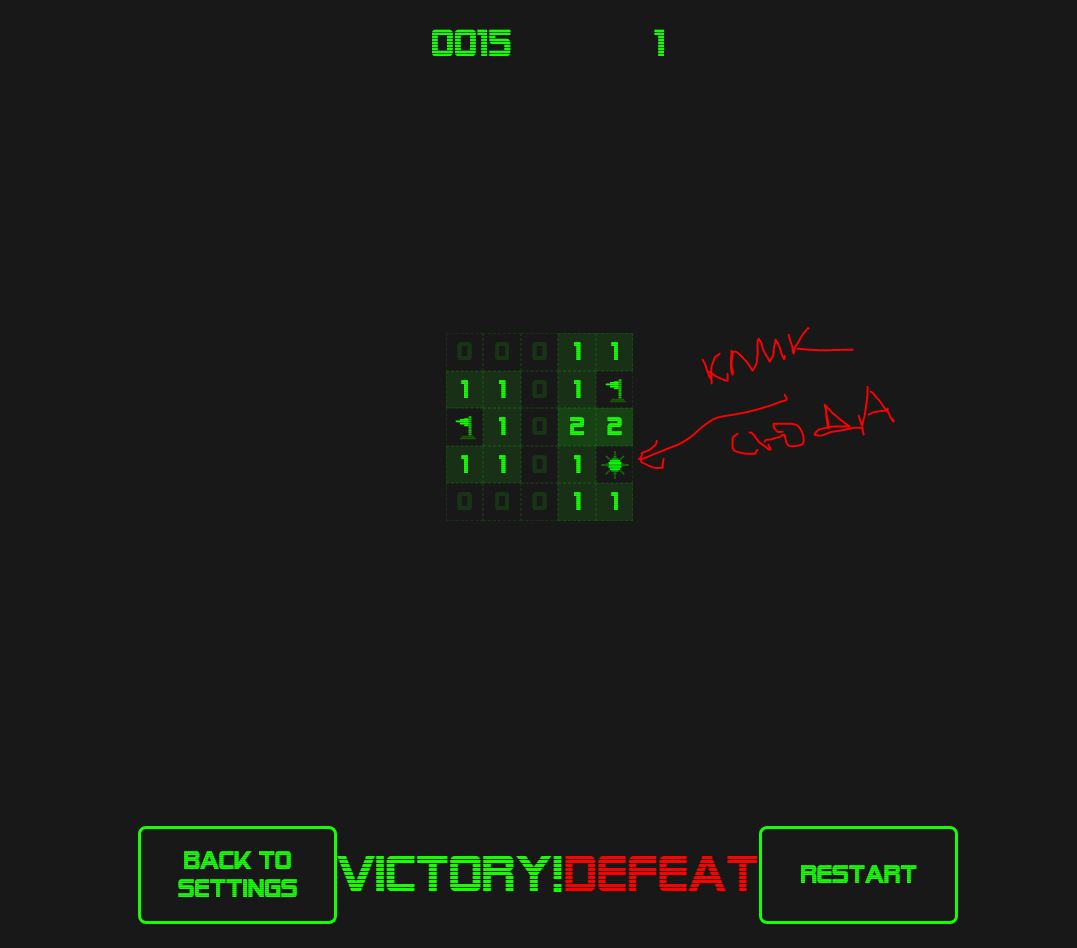 0015 1
0 0 0 1 1
1 1 0 1
1 0 2 2
1 1 0 1
0 0 0 1 1
КЛИК
СЮДА
BACK TO
SETTINGS
VICTORY!DEFEAT
RESTART